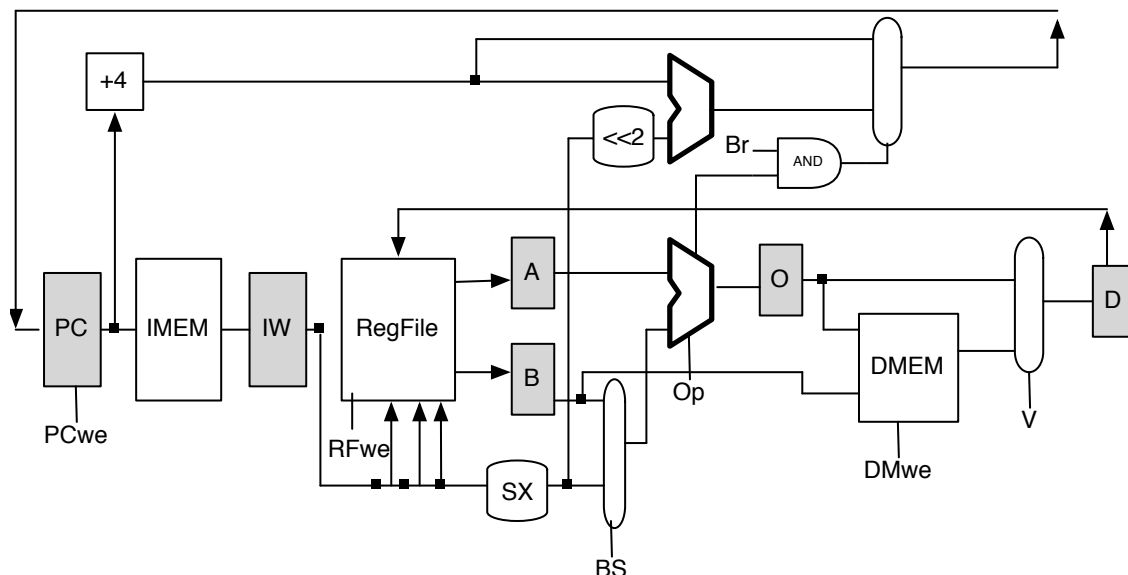 +4
<<2
Br
AND
PC
IMEM
IW
RegFile
A
B
O
D
DMEM
Op
V
PCwe
RFwe
DMwe
SX
BS